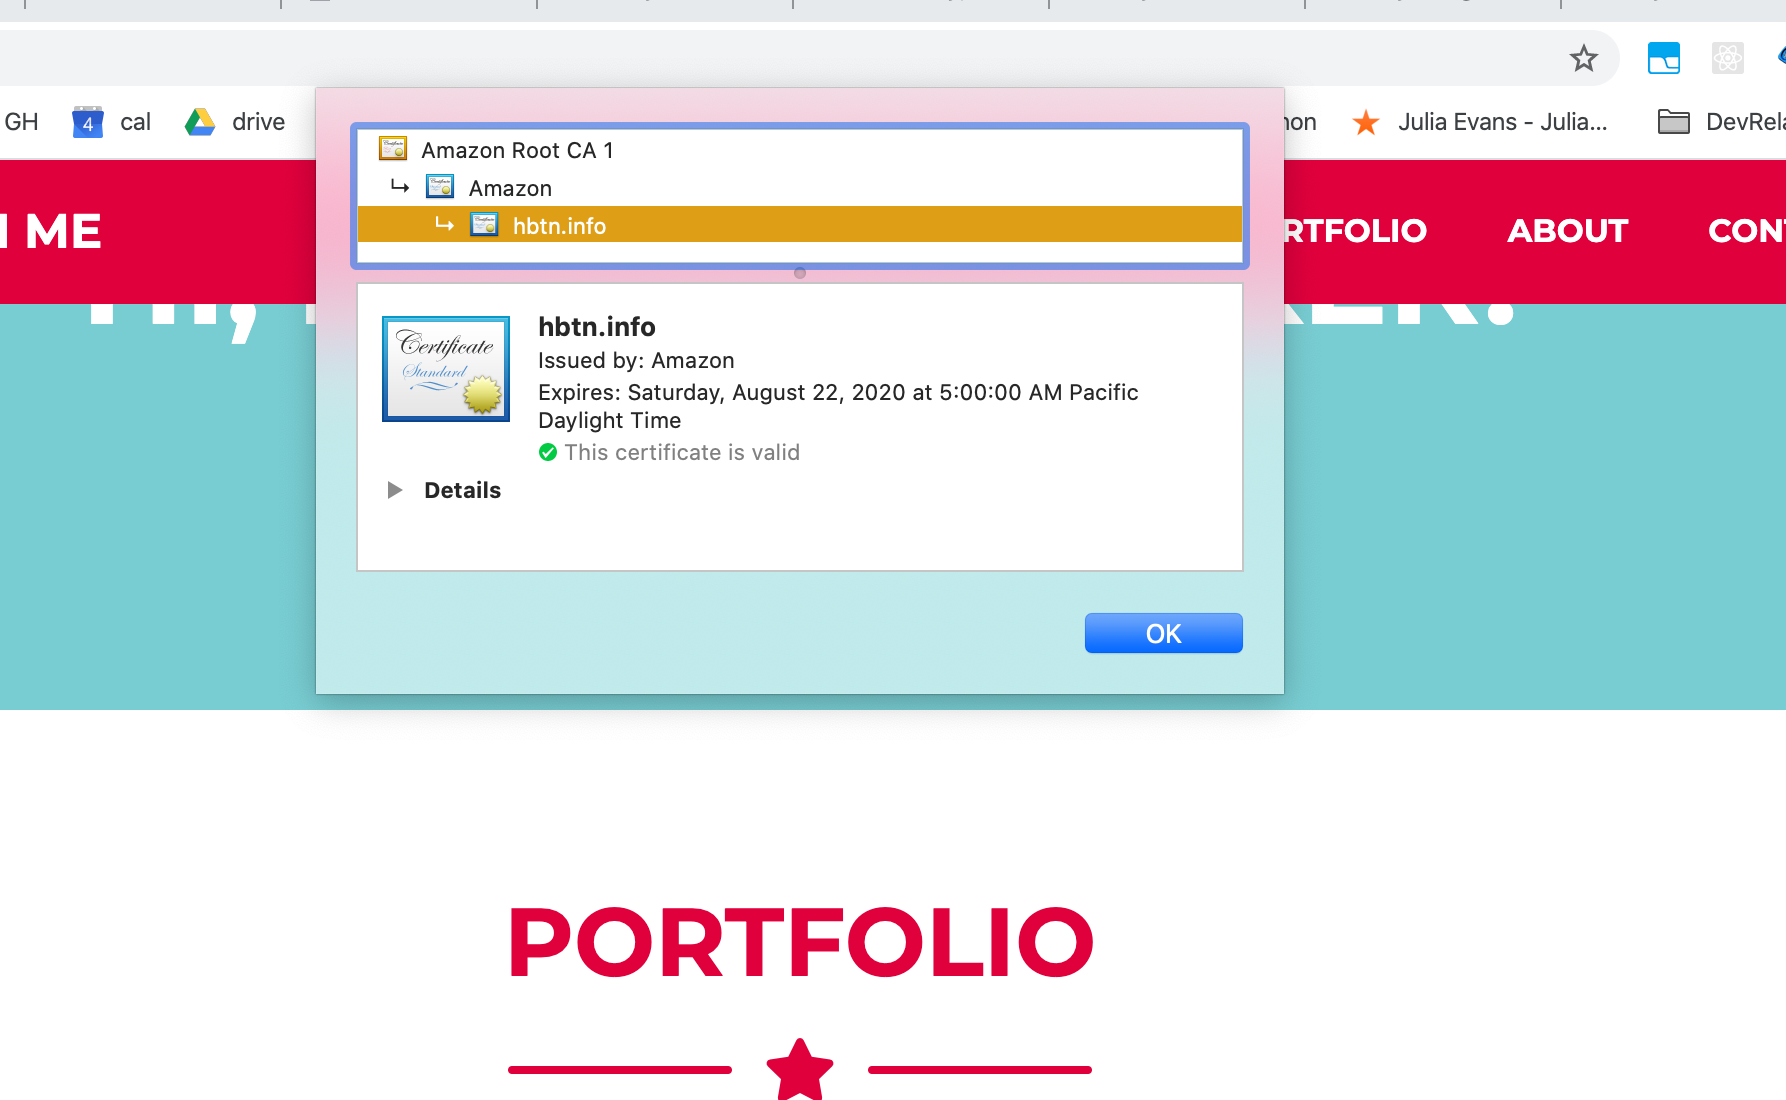 GH
4
cal
drive
non
Julia Evans - Julia...
DevRela
ME
RTFOLIO
ABOUT
CONT
Amazon Root CA 1
Amazon
hbtn.info
Certificate
Standard
hbtn.info
Issued by: Amazon
Expires: Saturday, August 22, 2020 at 5:00:00 AM Pacific
Daylight Time
This certificate is valid
Details
OK
PORTFOLIO